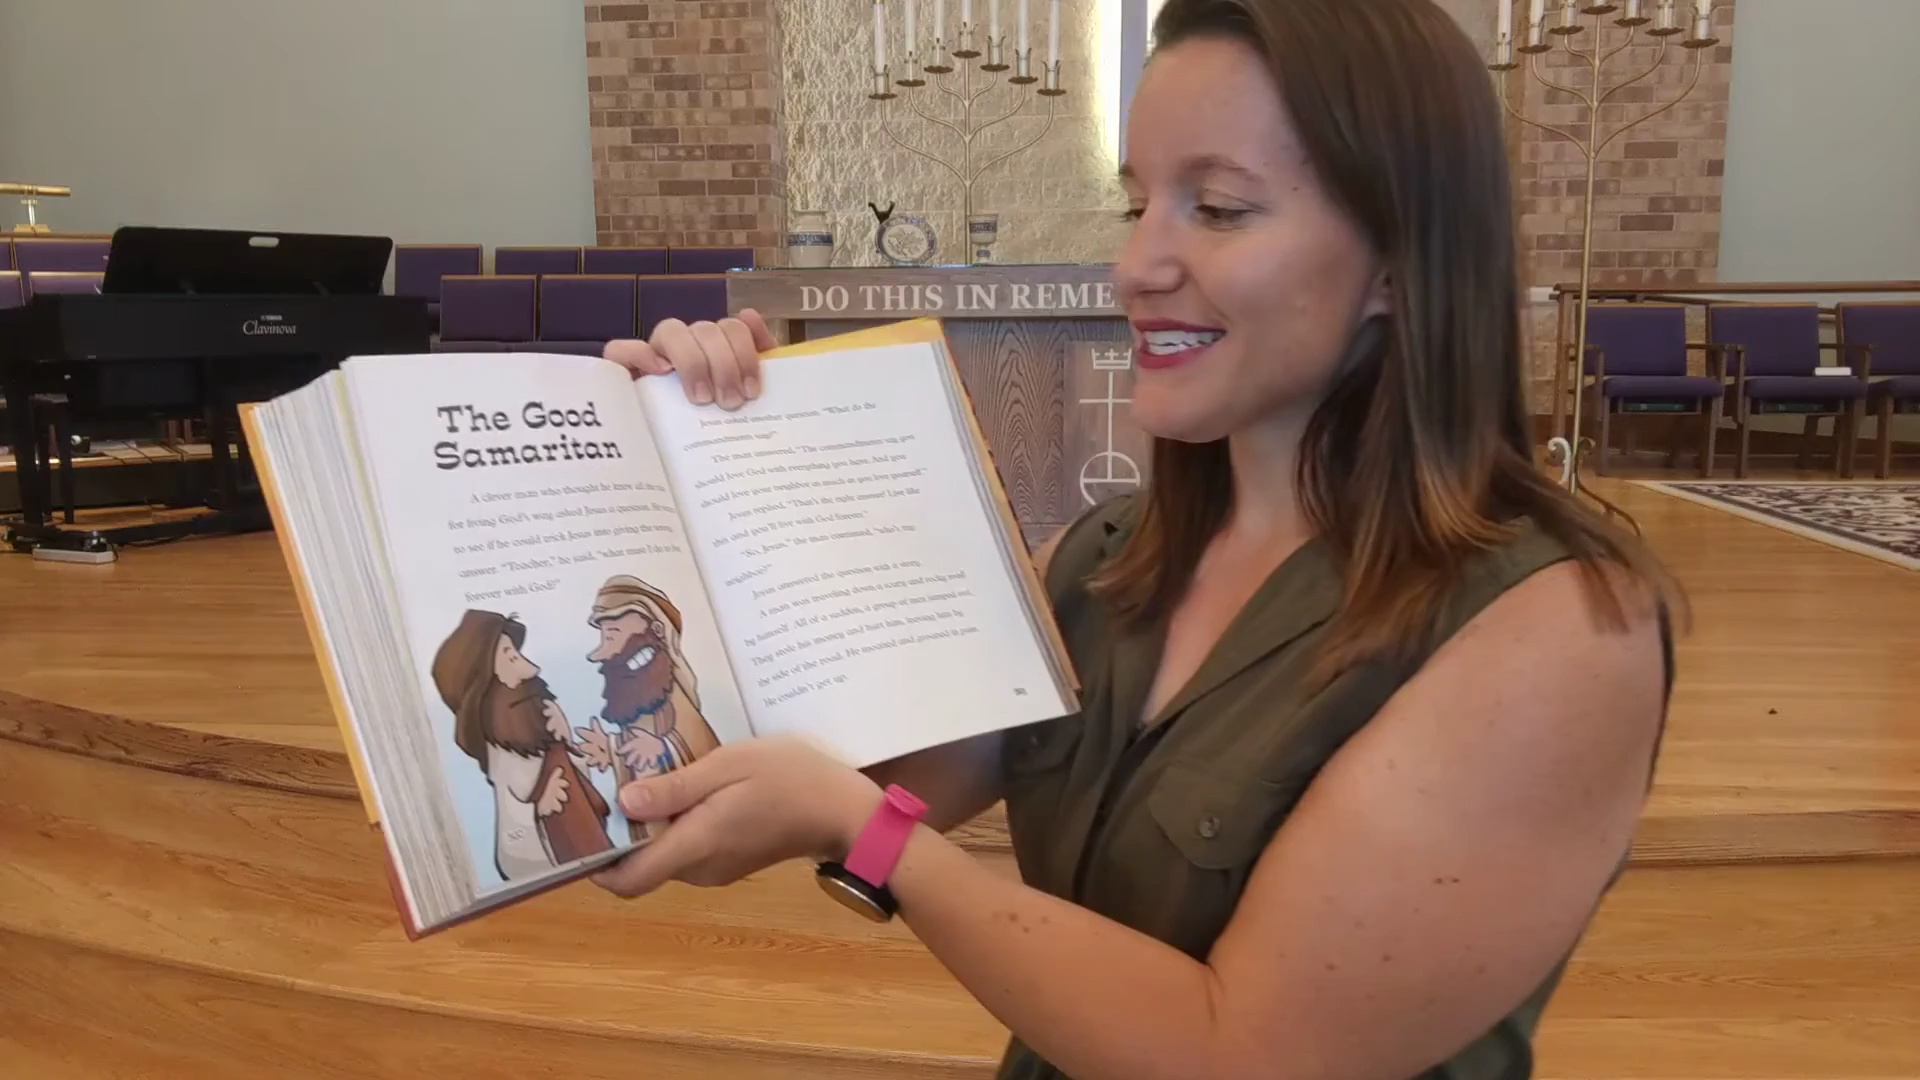 YAMAHA
Clavinova
DO THIS IN REME
The Good
Samaritan
A clever man who thought he knew all the
for living God's way asked Jesus a question. He
to see if he could trick Jesus into giving the wrong
answer. "Teacher," he said, "what must I do to
forever with God?"
Jesus asked another question. "What do the
commandments say?"
The man answered, "The commandments say you
should love God with everything you have. And you
should love your neighbor as much as you love yourself."
Jesus replied, "That's the right answer! Love like
this and you'll live with God forever."
"So, Jesus," the man continued, "who's my
neighbor?"
Jesus answered the question with a story.
A man was traveling down a scary and rocky road
by himself. All of a sudden, a group of men jumped out.
They stole his money and hurt him, leaving him by
the side of the road. He moaned and groaned in pain.
He couldn't get up.